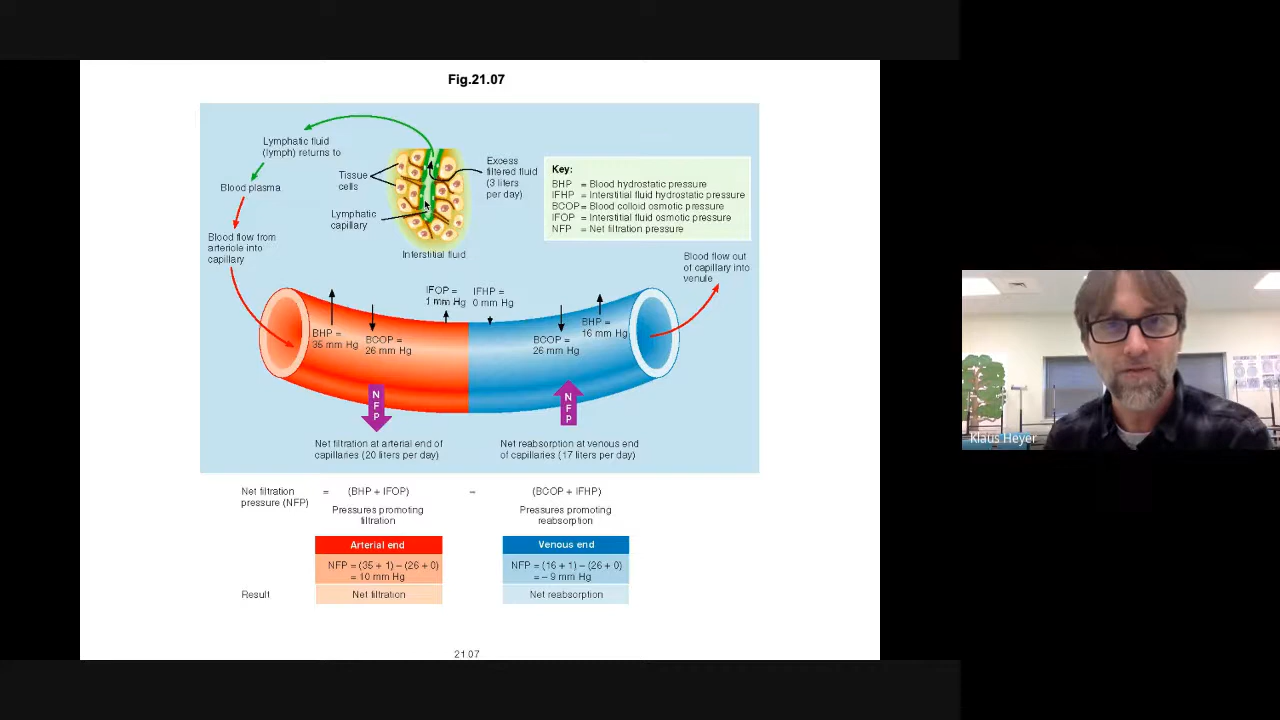 Fig.21.07
Lymphatic fluid
(lymph) returns to
Blood plasma
Blood flow from
arteriole into
capillary
Tissue
cells
Lymphatic
capillary
Excess
filtered fluid
(3 liters
per day)
Interstitial fluid
Key:
BHP = Blood hydrostatic pressure
IFHP = Interstitial fluid hydrostatic pressure
BCOP = Blood colloid osmotic pressure
IFOP = Interstitial fluid osmotic pressure
NFP = Net filtration pressure
Blood flow out
of capillary into
venule
BHP =
35 mm Hg
BCOP =
26 mm Hg
IFOP =
1 mm Hg
IFHP =
0 mm Hg
BCOP =
26 mm Hg
BHP =
16 mm Hg
N
F
P
N
F
P
Net filtration at arterial end of
capillaries (20 liters per day)
Net reabsorption at venous end
of capillaries (17 liters per day)
Net filtration
pressure (NFP)
= (BHP + IFOP) – (BCOP + IFHP)
Pressures promoting
filtration
Pressures promoting
reabsorption
Arterial end
NFP = (35 + 1) – (26 + 0)
= 10 mm Hg
Venous end
NFP = (16 + 1) – (26 + 0)
= – 9 mm Hg
Result
Net filtration
Net reabsorption
21 07
Klaus Heyer